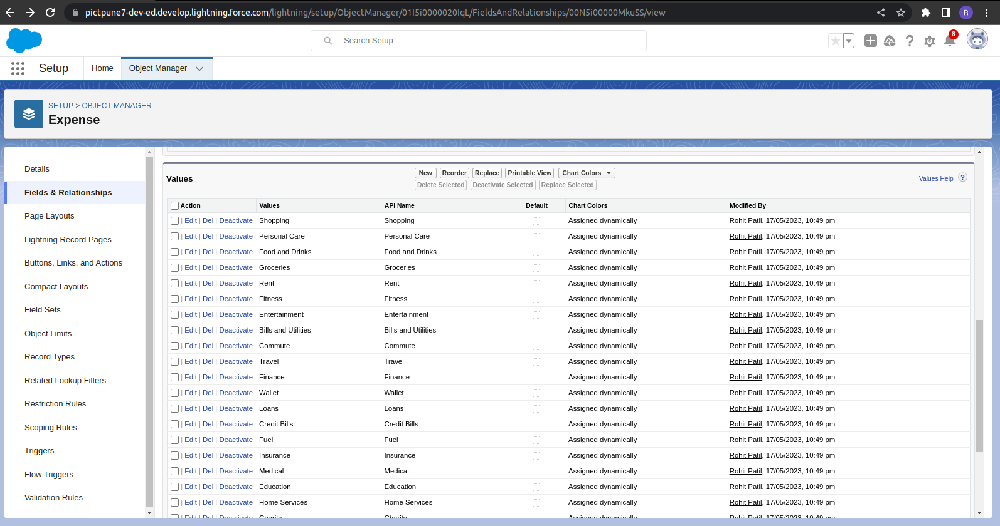 pictpune7-dev-ed.develop.lightning.force.com/lightning/setup/ObjectManager/01I5i0000020IqL/FieldsAndRelationships/00N5i00000MkuSS/view
R
Search Setup
8
Setup
Home
Object Manager
SETUP > OBJECT MANAGER
Expense
Details
Fields & Relationships
Page Layouts
Lightning Record Pages
Buttons, Links, and Actions
Compact Layouts
Field Sets
Object Limits
Record Types
Related Lookup Filters
Restriction Rules
Scoping Rules
Triggers
Flow Triggers
Validation Rules
Values
New Reorder Replace Printable View Chart Colors
Delete Selected Deactivate Selected Replace Selected
Values Help ?
Action Values API Name Default Chart Colors Modified By
| Edit | Del | Deactivate Shopping Shopping Assigned dynamically Rohit Patil, 17/05/2023, 10:49 pm
| Edit | Del | Deactivate Personal Care Personal Care Assigned dynamically Rohit Patil, 17/05/2023, 10:49 pm
| Edit | Del | Deactivate Food and Drinks Food and Drinks Assigned dynamically Rohit Patil, 17/05/2023, 10:49 pm
| Edit | Del | Deactivate Groceries Groceries Assigned dynamically Rohit Patil, 17/05/2023, 10:49 pm
| Edit | Del | Deactivate Rent Rent Assigned dynamically Rohit Patil, 17/05/2023, 10:49 pm
| Edit | Del | Deactivate Fitness Fitness Assigned dynamically Rohit Patil, 17/05/2023, 10:49 pm
| Edit | Del | Deactivate Entertainment Entertainment Assigned dynamically Rohit Patil, 17/05/2023, 10:49 pm
| Edit | Del | Deactivate Bills and Utilities Bills and Utilities Assigned dynamically Rohit Patil, 17/05/2023, 10:49 pm
| Edit | Del | Deactivate Commute Commute Assigned dynamically Rohit Patil, 17/05/2023, 10:49 pm
| Edit | Del | Deactivate Travel Travel Assigned dynamically Rohit Patil, 17/05/2023, 10:49 pm
| Edit | Del | Deactivate Finance Finance Assigned dynamically Rohit Patil, 17/05/2023, 10:49 pm
| Edit | Del | Deactivate Wallet Wallet Assigned dynamically Rohit Patil, 17/05/2023, 10:49 pm
| Edit | Del | Deactivate Loans Loans Assigned dynamically Rohit Patil, 17/05/2023, 10:49 pm
| Edit | Del | Deactivate Credit Bills Credit Bills Assigned dynamically Rohit Patil, 17/05/2023, 10:49 pm
| Edit | Del | Deactivate Fuel Fuel Assigned dynamically Rohit Patil, 17/05/2023, 10:49 pm
| Edit | Del | Deactivate Insurance Insurance Assigned dynamically Rohit Patil, 17/05/2023, 10:49 pm
| Edit | Del | Deactivate Medical Medical Assigned dynamically Rohit Patil, 17/05/2023, 10:49 pm
| Edit | Del | Deactivate Education Education Assigned dynamically Rohit Patil, 17/05/2023, 10:49 pm
| Edit | Del | Deactivate Home Services Home Services Assigned dynamically Rohit Patil, 17/05/2023, 10:49 pm
| Edit | Del | Deactivate Charity Charity Assigned dynamically Rohit Patil, 17/05/2023, 10:49 pm